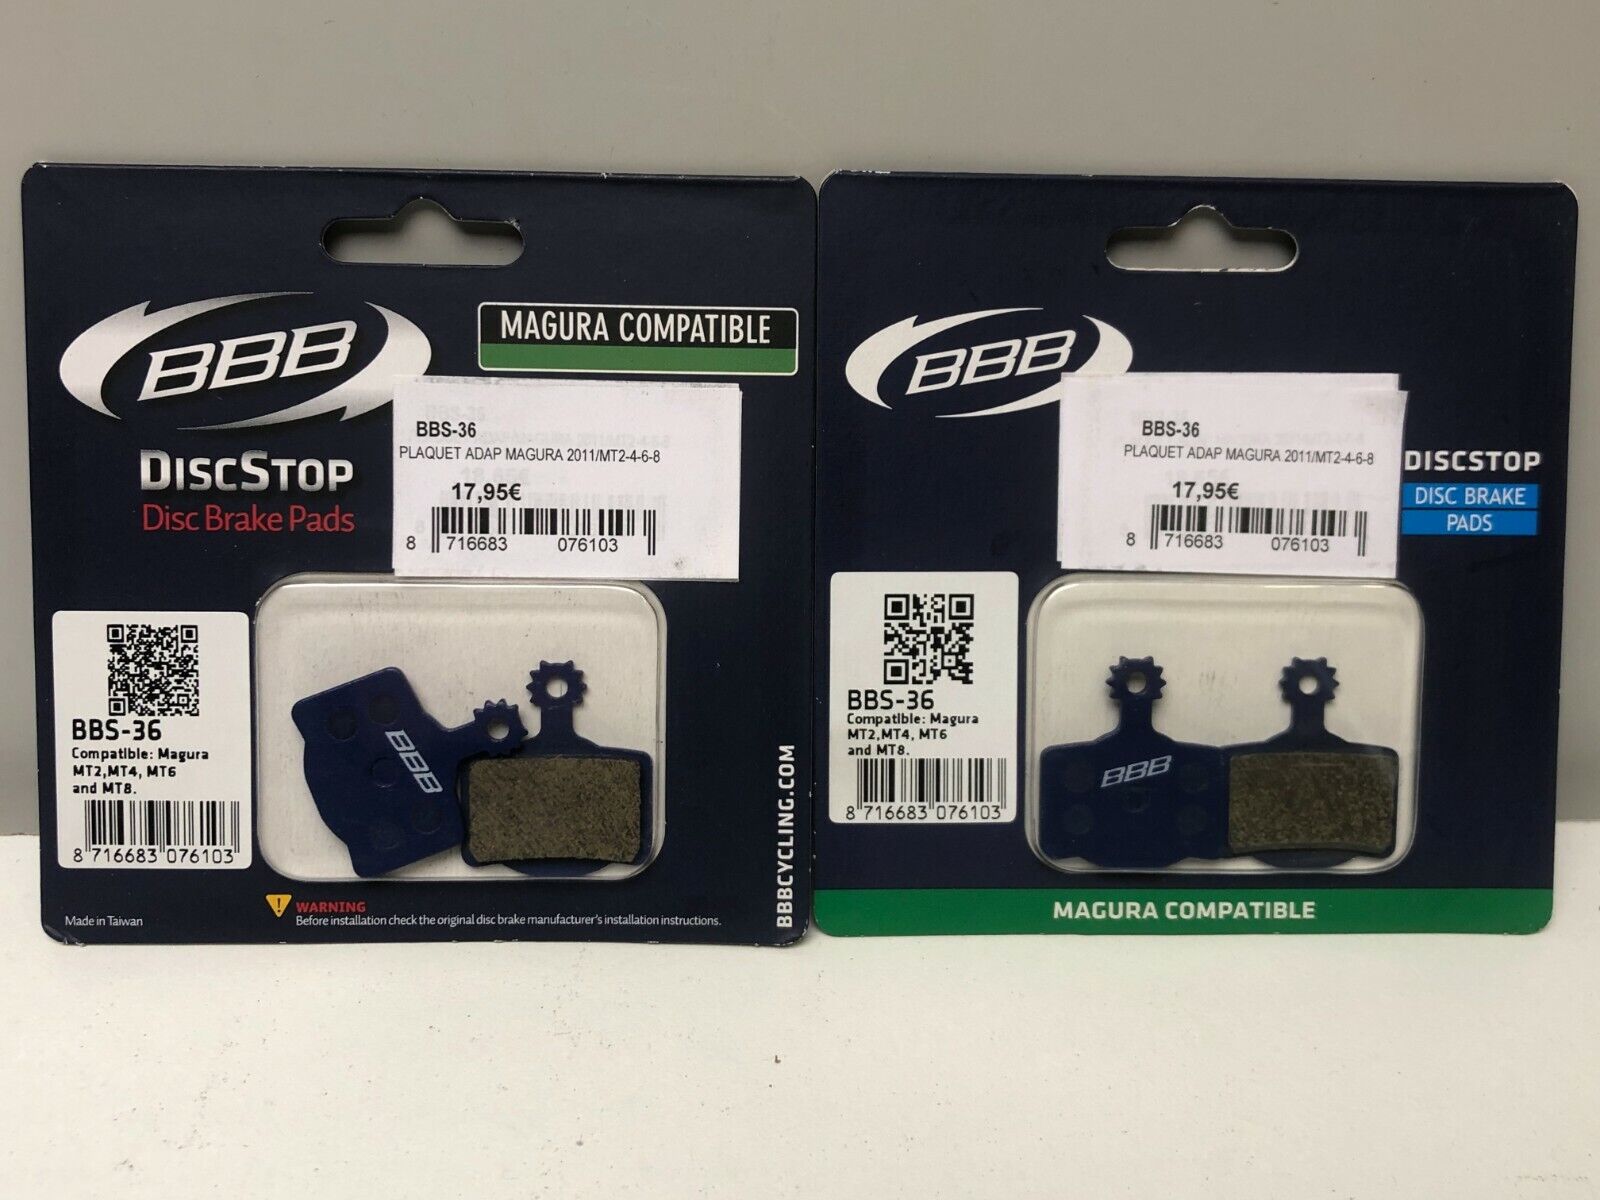 BBB
MAGURA COMPATIBLE
BBS-36
PLAQUET ADAP MAGURA 2011/MT2-4-6-8
17,95€
8 716683 076103
DISCSTOP
Disc Brake Pads
BBS-36
Compatible: Magura
MT2,MT4, MT6
and MT8.
8 716683 076103
BBB
Made in Taiwan
WARNING
Before installation check the original disc brake manufacturer's installation instructions.
BBBCYCLING.COM
BBB
BBS-36
PLAQUET ADAP MAGURA 2011/MT2-4-6-8
17,95€
8 716683 076103
DISCSTOP
DISC BRAKE
PADS
BBS-36
Compatible: Magura
MT2,MT4, MT6
and MT8.
8 716683 076103
BBB
MAGURA COMPATIBLE